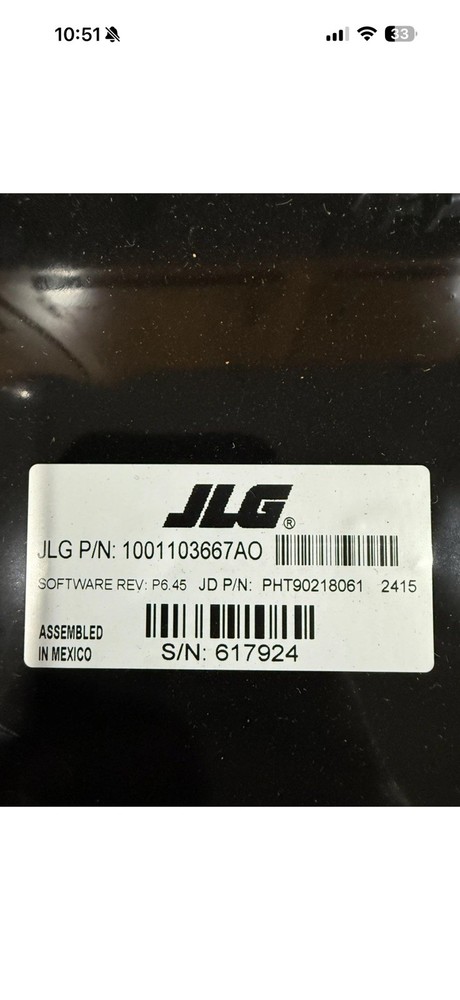 10:51
33
JLG®
JLG P/N: 1001103667AO
SOFTWARE REV: P6.45 JD P/N: PHT90218061 2415
ASSEMBLED
IN MEXICO
S/N: 617924